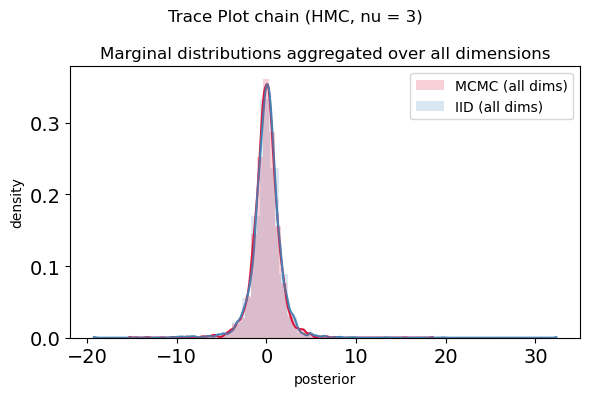 Trace Plot chain (HMC, nu = 3)
Marginal distributions aggregated over all dimensions
MCMC (all dims)
IID (all dims)
density
0.3
0.2
0.1
0.0
−20 −10 0 10 20 30
posterior